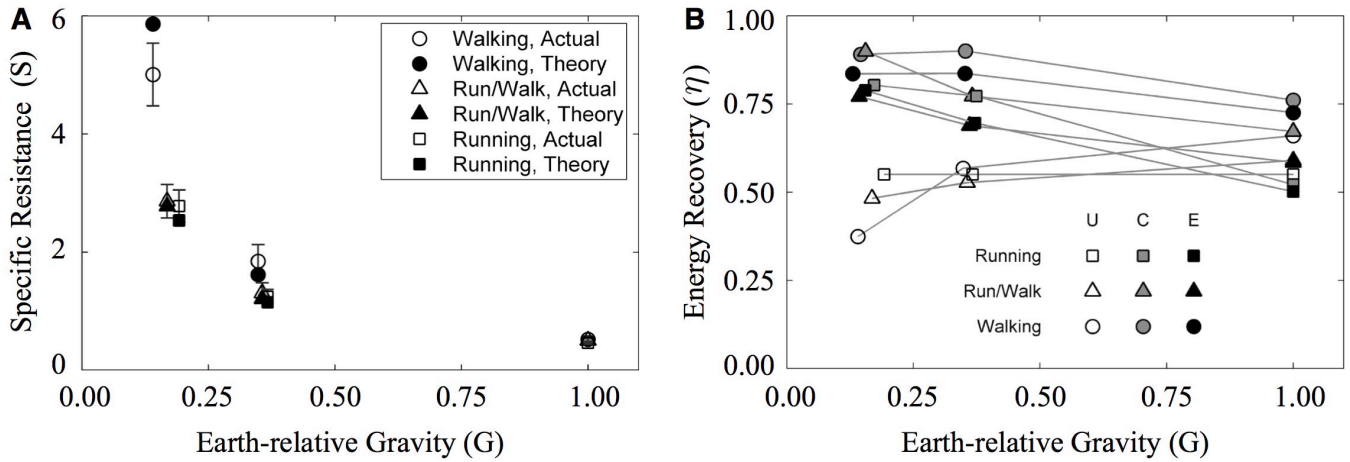 A
Specific Resistance (S)
6
4
2
0
0.00 0.25 0.50 0.75 1.00
Earth-relative Gravity (G)
Walking, Actual
Walking, Theory
Run/Walk, Actual
Run/Walk, Theory
Running, Actual
Running, Theory
B
Energy Recovery (η)
1.00
0.75
0.50
0.25
0.00
0.00 0.25 0.50 0.75 1.00
Earth-relative Gravity (G)
U C E
Running
Run/Walk
Walking